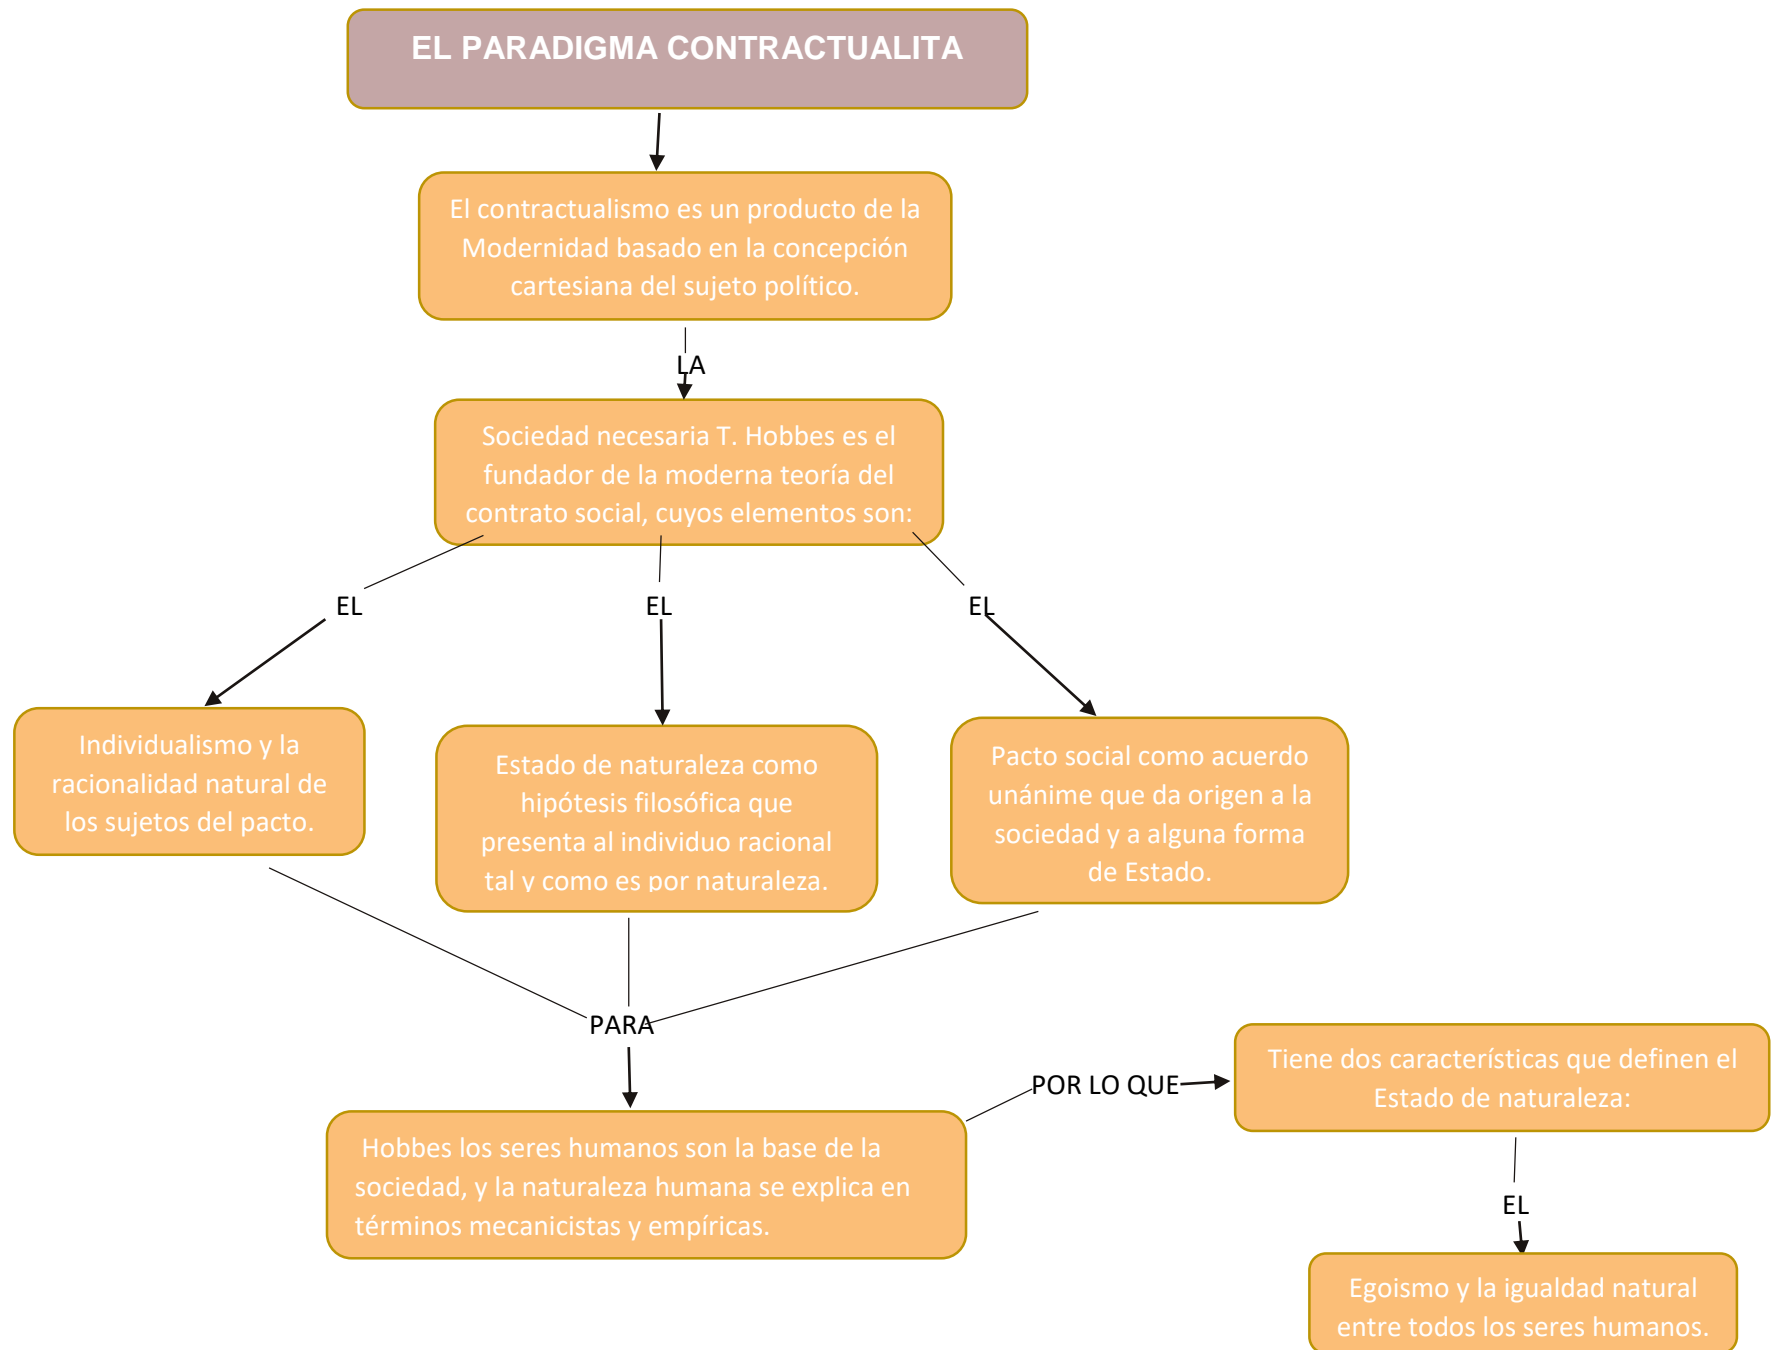 EL PARADIGMA CONTRACTUALITA
El contractualismo es un producto de la
Modernidad basado en la concepción
cartesiana del sujeto político.
LA
Sociedad necesaria T. Hobbes es el
fundador de la moderna teoría del
contrato social, cuyos elementos son:
EL
EL
EL
Individualismo y la
racionalidad natural de
los sujetos del pacto.
Estado de naturaleza como
hipótesis filosófica que
presenta al individuo racional
tal y como es por naturaleza.
Pacto social como acuerdo
unánime que da origen a la
sociedad y a alguna forma
de Estado.
PARA
Hobbes los seres humanos son la base de la
sociedad, y la naturaleza humana se explica en
términos mecanicistas y empíricas.
POR LO QUE
Tiene dos características que definen el
Estado de naturaleza:
EL
Egoismo y la igualdad natural
entre todos los seres humanos.